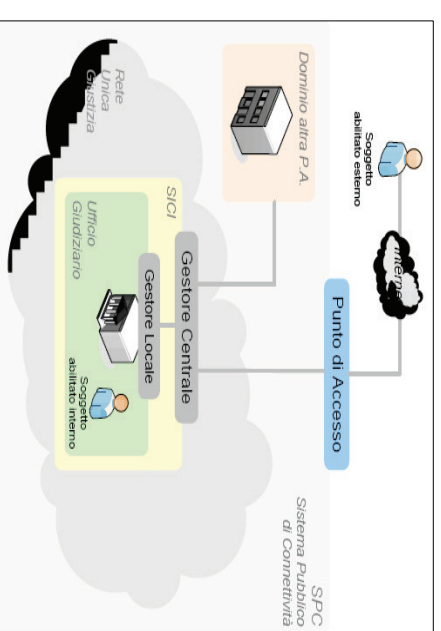 Soggetto
abilitato esterno
Internet
Punto di Accesso
SPC
Sistema Pubblico
di Connettività
Dominio altra P.A.
Gestore Centrale
SICI
Gestore Locale
Ufficio
Giudiziario
Soggetto
abilitato interno
Rete
Unica
Giustizia